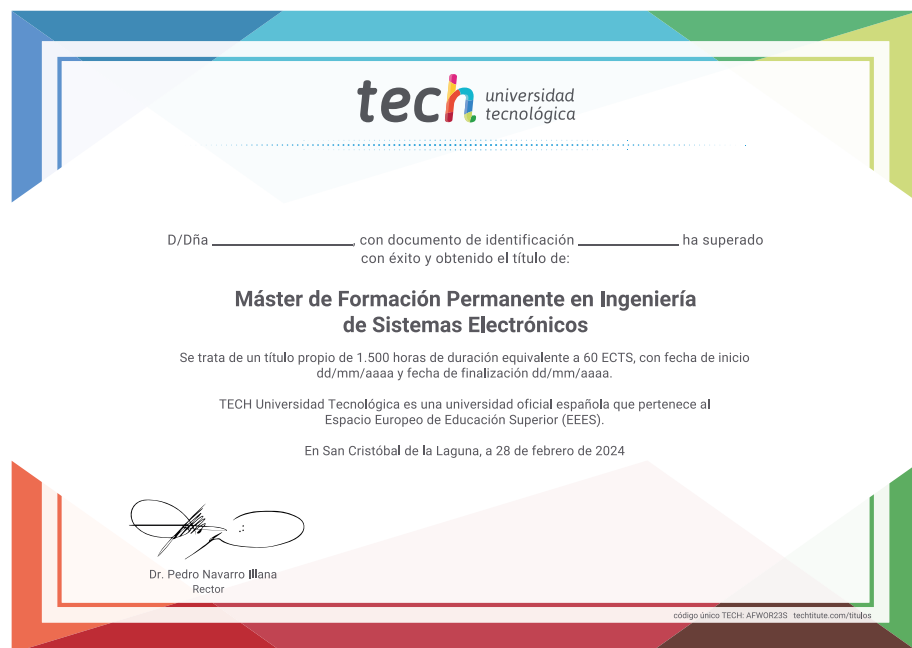 tech universidad
tecnológica
D/Dña ________________, con documento de identificación ____________ ha superado
con éxito y obtenido el título de:
Máster de Formación Permanente en Ingeniería
de Sistemas Electrónicos
Se trata de un título propio de 1.500 horas de duración equivalente a 60 ECTS, con fecha de inicio
dd/mm/aaaa y fecha de finalización dd/mm/aaaa.
TECH Universidad Tecnológica es una universidad oficial española que pertenece al
Espacio Europeo de Educación Superior (EEES).
En San Cristóbal de la Laguna, a 28 de febrero de 2024
Dr. Pedro Navarro Illana
Rector
código único TECH: AFWOR23S techtitute.com/titulos